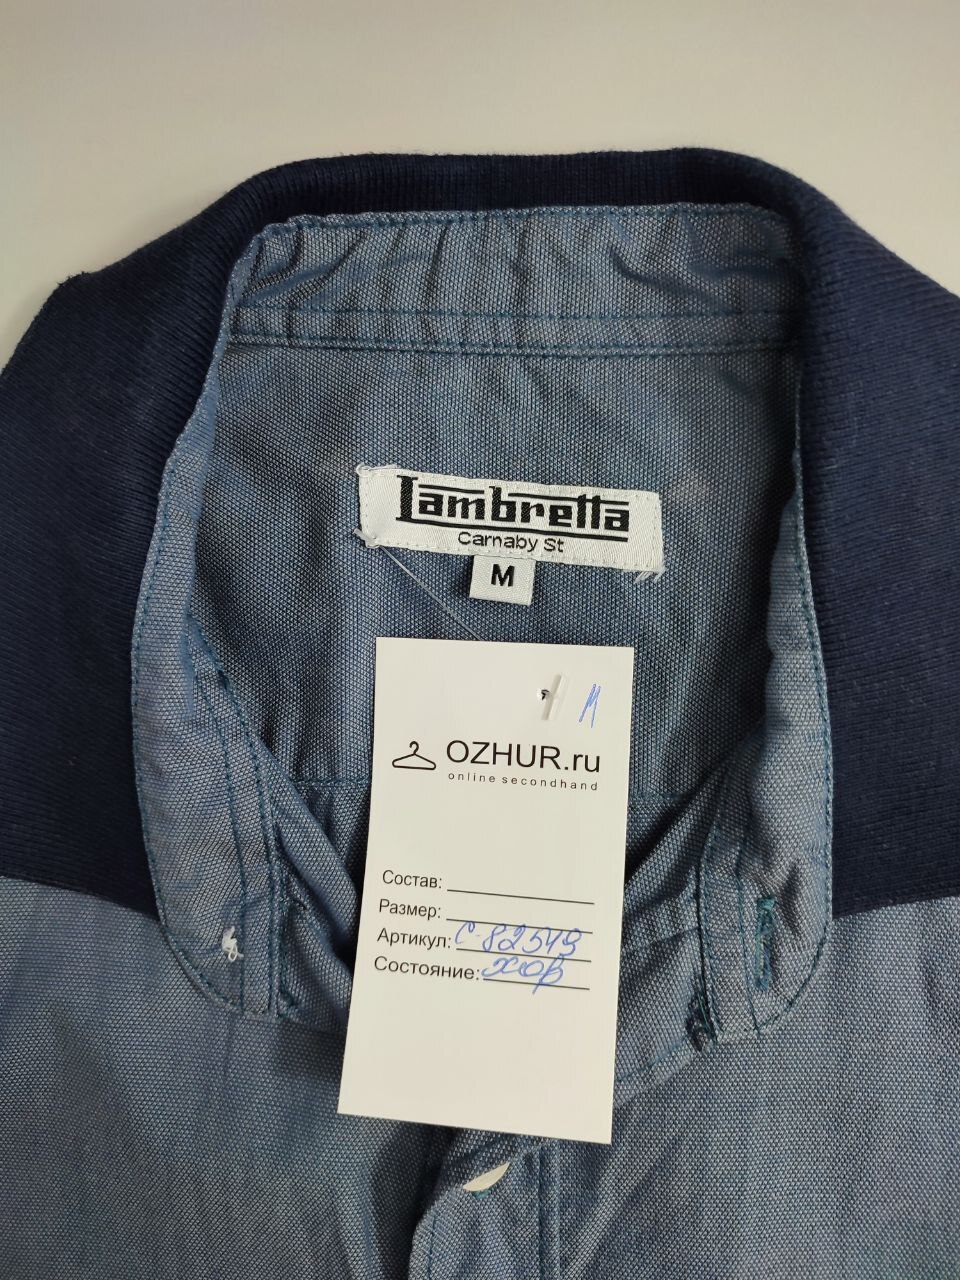 Lambretta
Carnaby St
M
M
OZHUR.ru
online secondhand
Состав:
Размер:
Артикул: С-82549
Состояние: хор